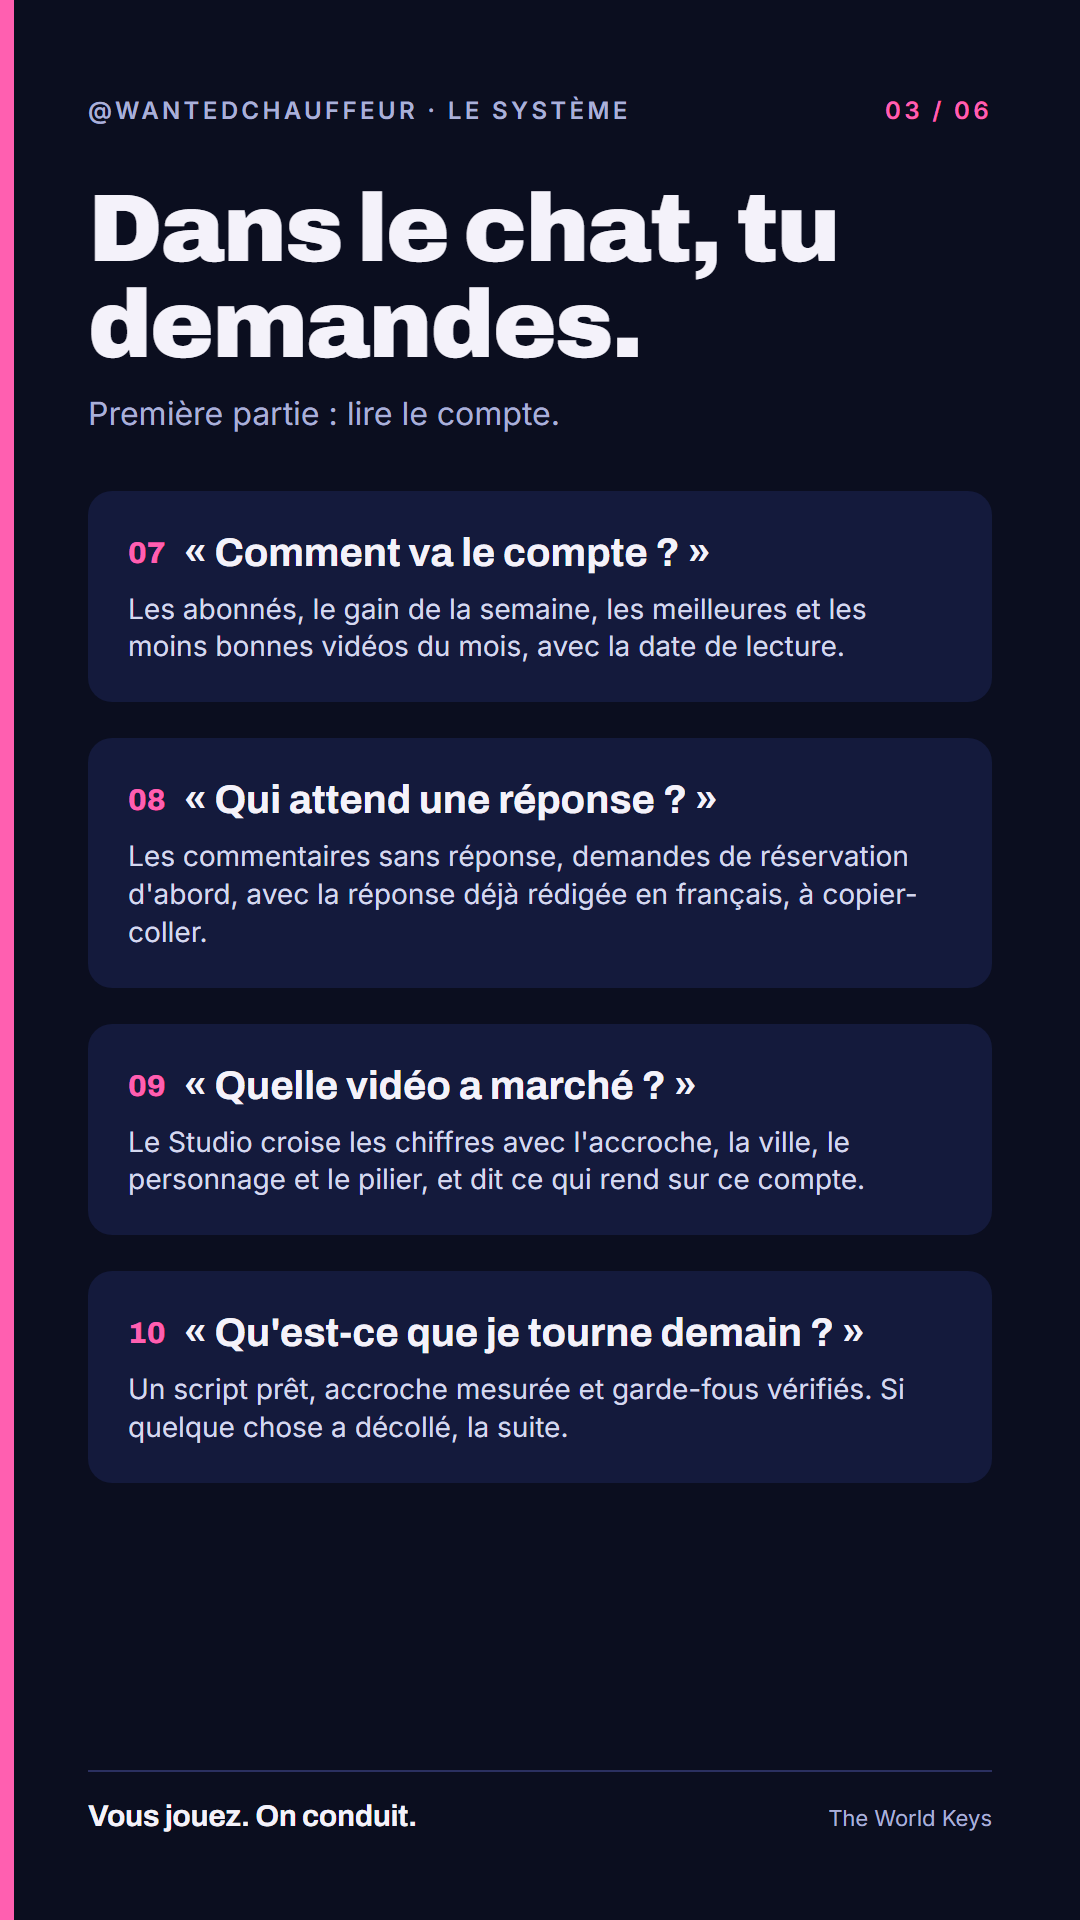 @WANTEDCHAUFFEUR · LE SYSTÈME
03 / 06
Dans le chat, tu
demandes.
Première partie : lire le compte.
07 « Comment va le compte ? »
Les abonnés, le gain de la semaine, les meilleures et les
moins bonnes vidéos du mois, avec la date de lecture.
08 « Qui attend une réponse ? »
Les commentaires sans réponse, demandes de réservation
d'abord, avec la réponse déjà rédigée en français, à copier-
coller.
09 « Quelle vidéo a marché ? »
Le Studio croise les chiffres avec l'accroche, la ville, le
personnage et le pilier, et dit ce qui rend sur ce compte.
10 « Qu'est-ce que je tourne demain ? »
Un script prêt, accroche mesurée et garde-fous vérifiés. Si
quelque chose a décollé, la suite.
Vous jouez. On conduit.
The World Keys